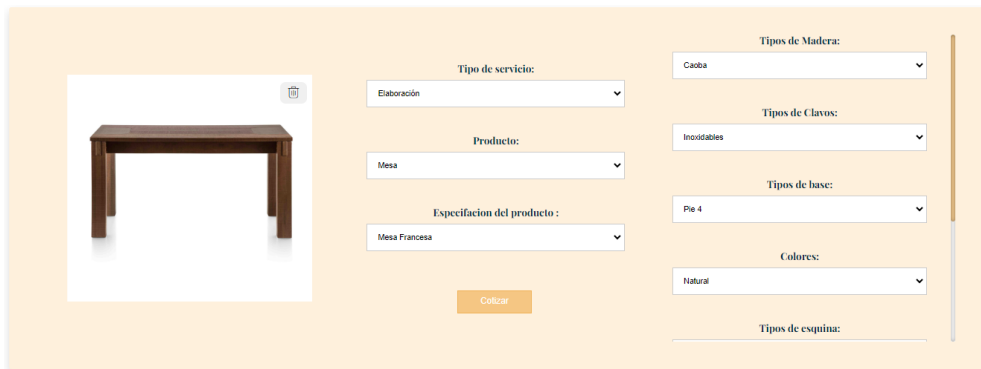 Tipo de servicio:
Elaboración
Producto:
Mesa
Especifacion del producto :
Mesa Francesa
Cotizar
Tipos de Madera:
Caoba
Tipos de Clavos:
Inoxidables
Tipos de base:
Pie 4
Colores:
Natural
Tipos de esquina: